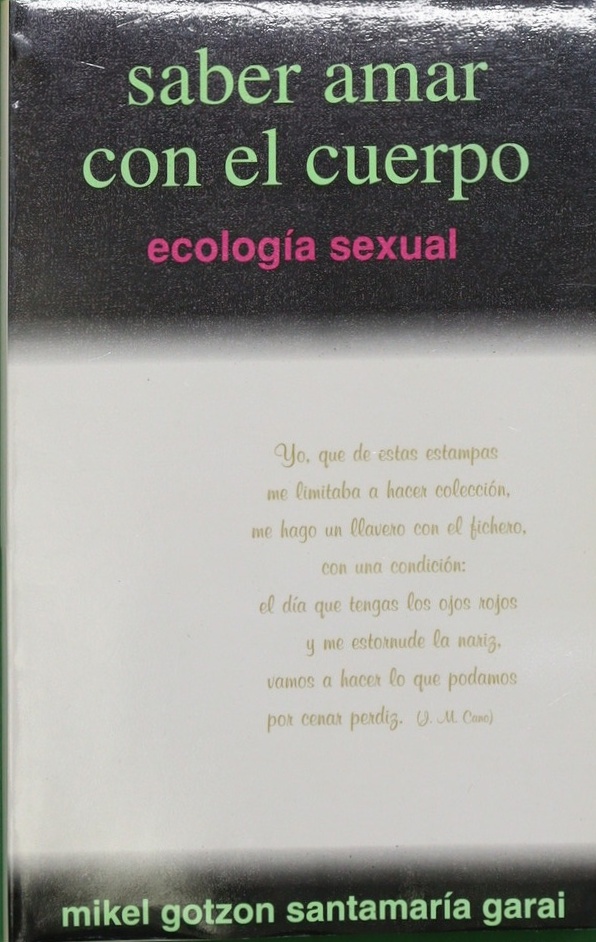 saber amar
con el cuerpo
ecología sexual
Yo, que de estas estampas
me limitaba a hacer colección,
me hago un llavero con el fichero,
con una condición:
el día que tengas los ojos rojos
y me estornude la nariz,
vamos a hacer lo que podamos
por cenar perdiz. (J. M. Cano)
mikel gotzon santamaría garai